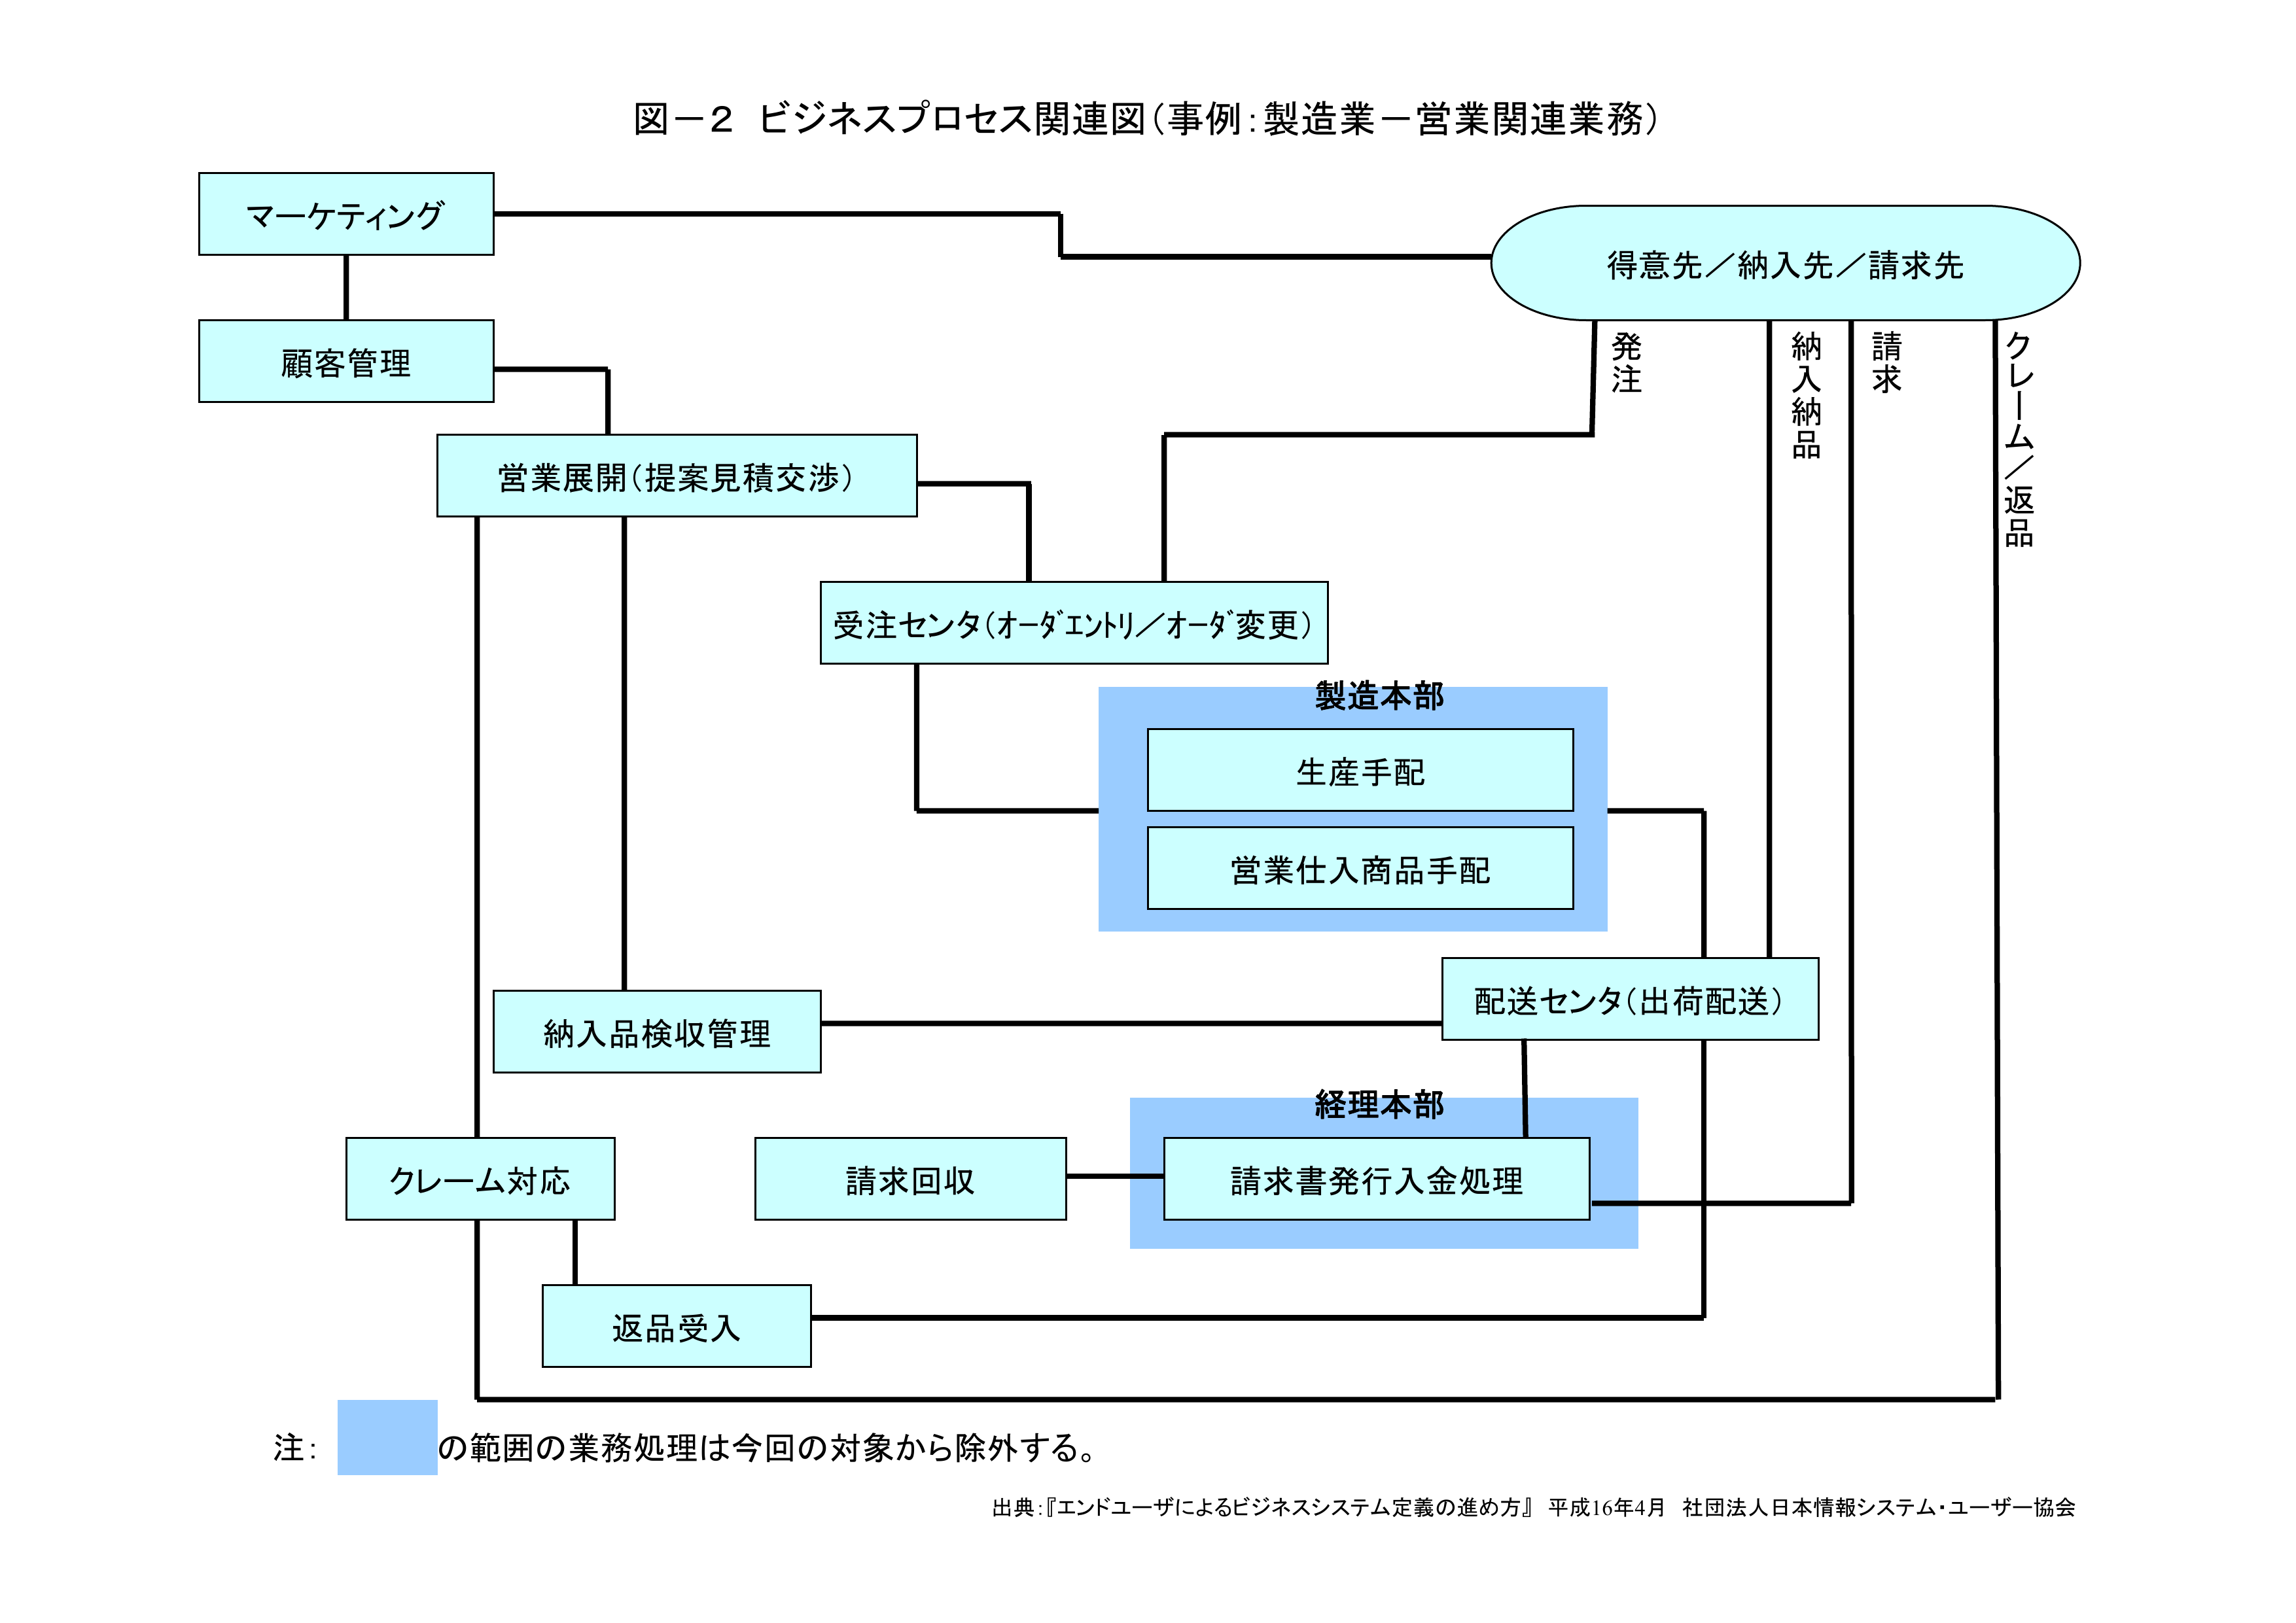 図－２ ビジネスプロセス関連図（事例：製造業－営業関連業務）
マーケティング
得意先／納入先／請求先
顧客管理
発注
納入納品
請求
クレーム／返品
営業展開（提案見積交渉）
受注センタ（ｵｰﾀﾞｴﾝﾄﾘ／ｵｰﾀﾞ変更）
製造本部
生産手配
営業仕入商品手配
配送センタ（出荷配送）
納入品検収管理
経理本部
クレーム対応
請求回収
請求書発行入金処理
返品受入
注：　の範囲の業務処理は今回の対象から除外する。
出典：『エンドユーザによるビジネスシステム定義の進め方』 平成16年4月 社団法人日本情報システム・ユーザー協会